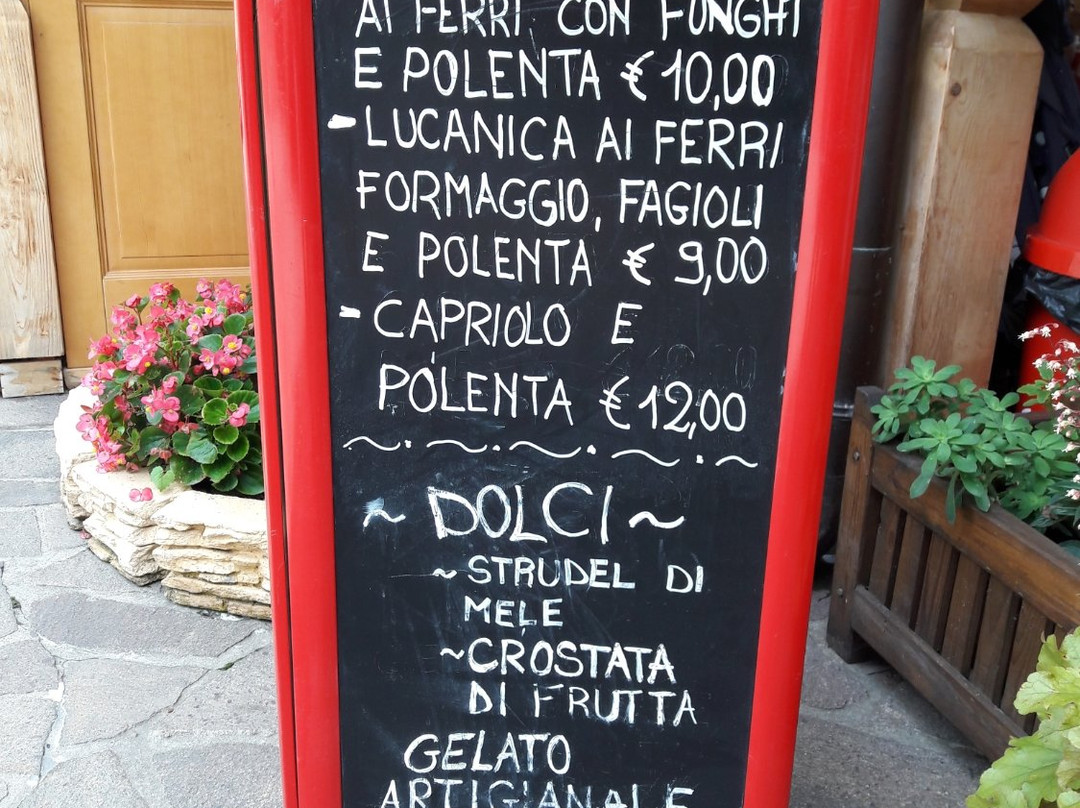 AI FERRI CON FUNGHI
E POLENTA € 10,00
- LUCANICA AI FERRI
FORMAGGIO, FAGIOLI
E POLENTA € 9,00
- CAPRIOLO E
POLENTA € 12,00
~ DOLCI ~
~ STRUDEL DI
MELE
~ CROSTATA
DI FRUTTA
GELATO
ARTIGIANALE